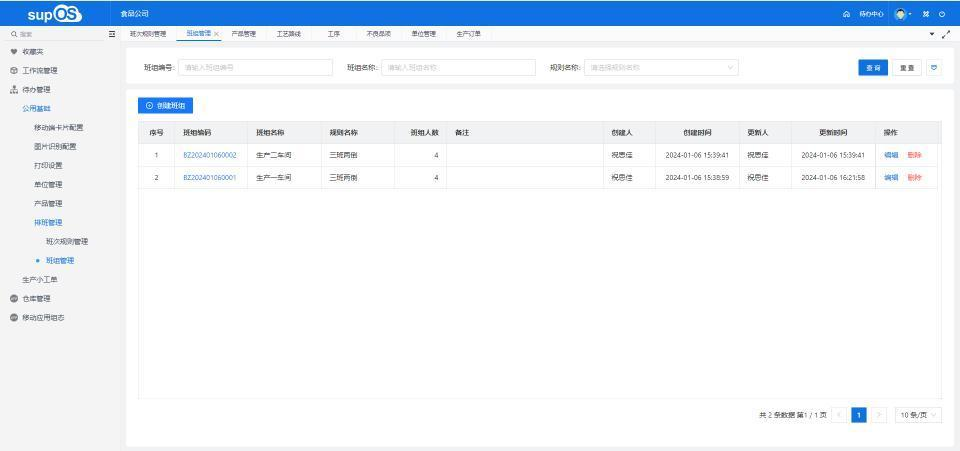 supOS
食品公司
待办中心
搜索
班次规则管理
班组管理
产品管理
工艺路线
工序
不良品项
单位管理
生产订单
收藏夹
工作流管理
待办管理
公用基础
移动端卡片配置
图片识别配置
打印设置
单位管理
产品管理
排班管理
班次规则管理
班组管理
生产小工单
仓库管理
移动应用组态
班组编号: 请输入班组编号
班组名称: 请输入班组名称
规则名称: 请选择规则名称
查询
重置
创建班组
序号 班组编码 班组名称 规则名称 班组人数 备注 创建人 创建时间 更新人 更新时间 操作
1 BZ202401060002 生产二车间 三班两倒 4 祝思佳 2024-01-06 15:39:41 祝思佳 2024-01-06 15:39:41 编辑 删除
2 BZ202401060001 生产一车间 三班两倒 4 祝思佳 2024-01-06 15:38:59 祝思佳 2024-01-06 16:21:58 编辑 删除
共 2 条数据 第1 / 1 页 1 10 条/页